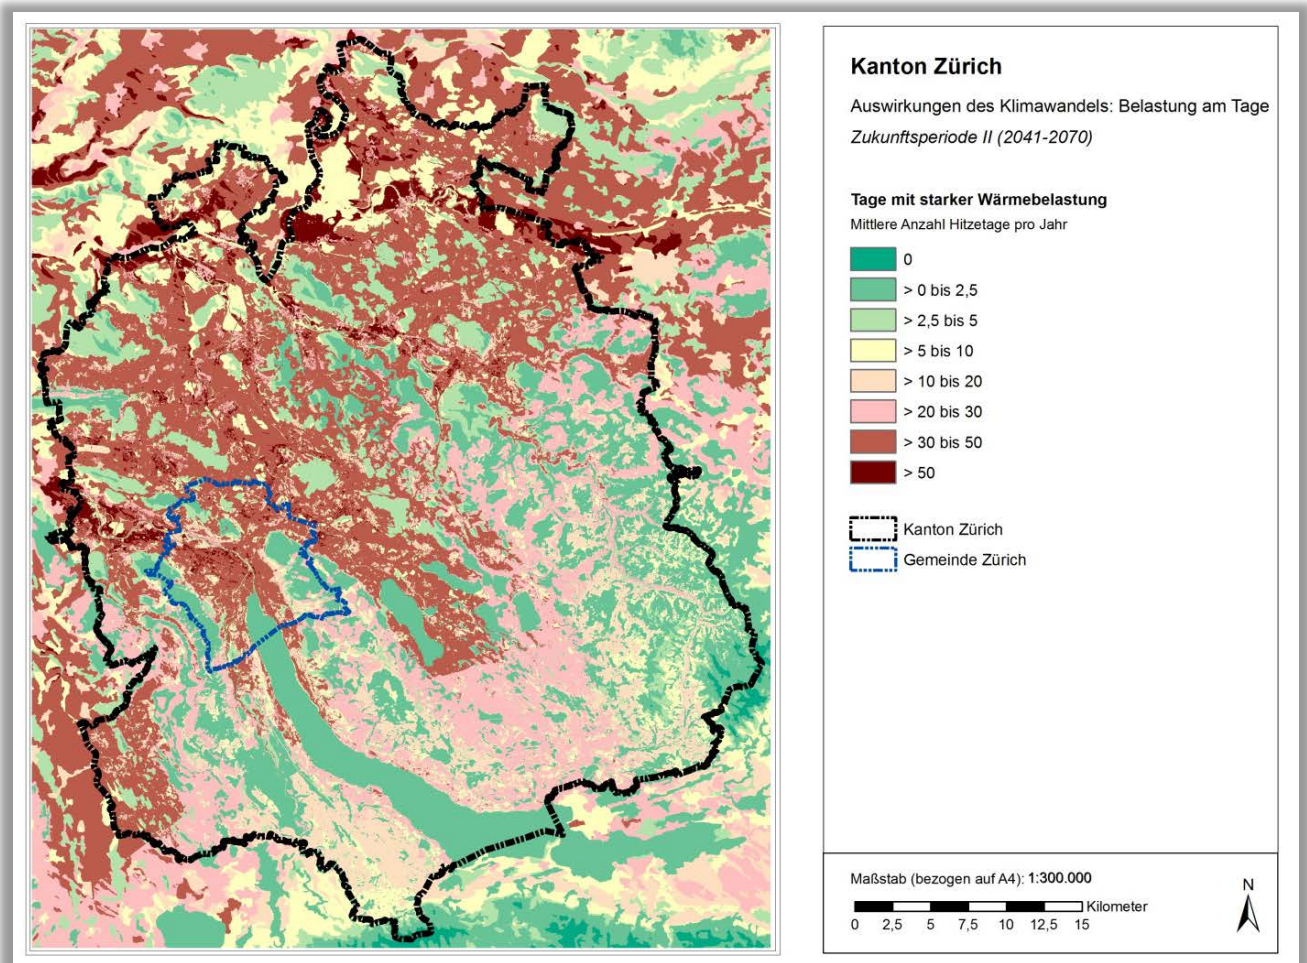 Kanton Zürich
Auswirkungen des Klimawandels: Belastung am Tage
Zukunftsperiode II (2041-2070)
Tage mit starker Wärmebelastung
Mittlere Anzahl Hitzetage pro Jahr
0
> 0 bis 2,5
> 2,5 bis 5
> 5 bis 10
> 10 bis 20
> 20 bis 30
> 30 bis 50
> 50
Kanton Zürich
Gemeinde Zürich
Maßstab (bezogen auf A4): 1:300.000
N
Kilometer
0 2,5 5 7,5 10 12,5 15